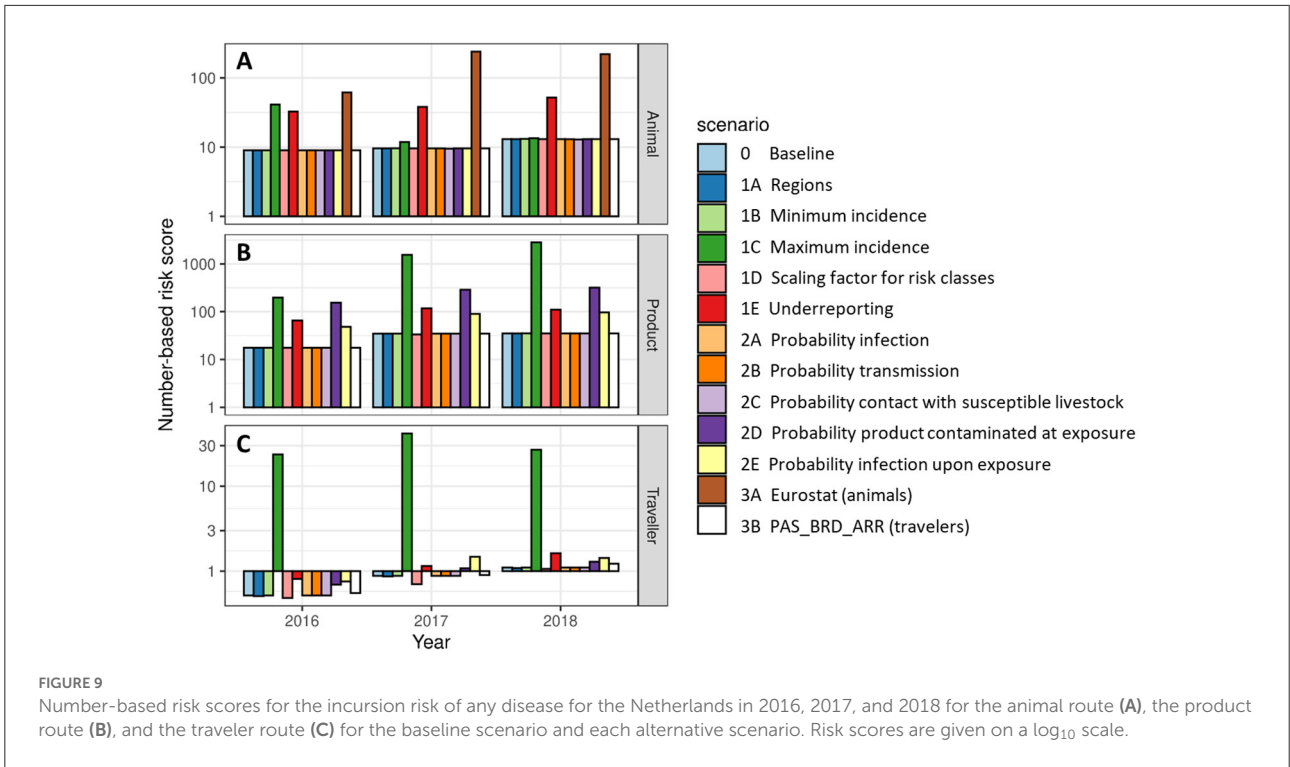 A
100
10
1
Animal
B
1000
100
10
1
Product
C
30
10
3
1
Traveller
Number-based risk score
2016
2017
2018
Year
scenario
0 Baseline
1A Regions
1B Minimum incidence
1C Maximum incidence
1D Scaling factor for risk classes
1E Underreporting
2A Probability infection
2B Probability transmission
2C Probability contact with susceptible livestock
2D Probability product contaminated at exposure
2E Probability infection upon exposure
3A Eurostat (animals)
3B PAS_BRD_ARR (travelers)
FIGURE 9
Number-based risk scores for the incursion risk of any disease for the Netherlands in 2016, 2017, and 2018 for the animal route (A), the product
route (B), and the traveler route (C) for the baseline scenario and each alternative scenario. Risk scores are given on a log₁₀ scale.